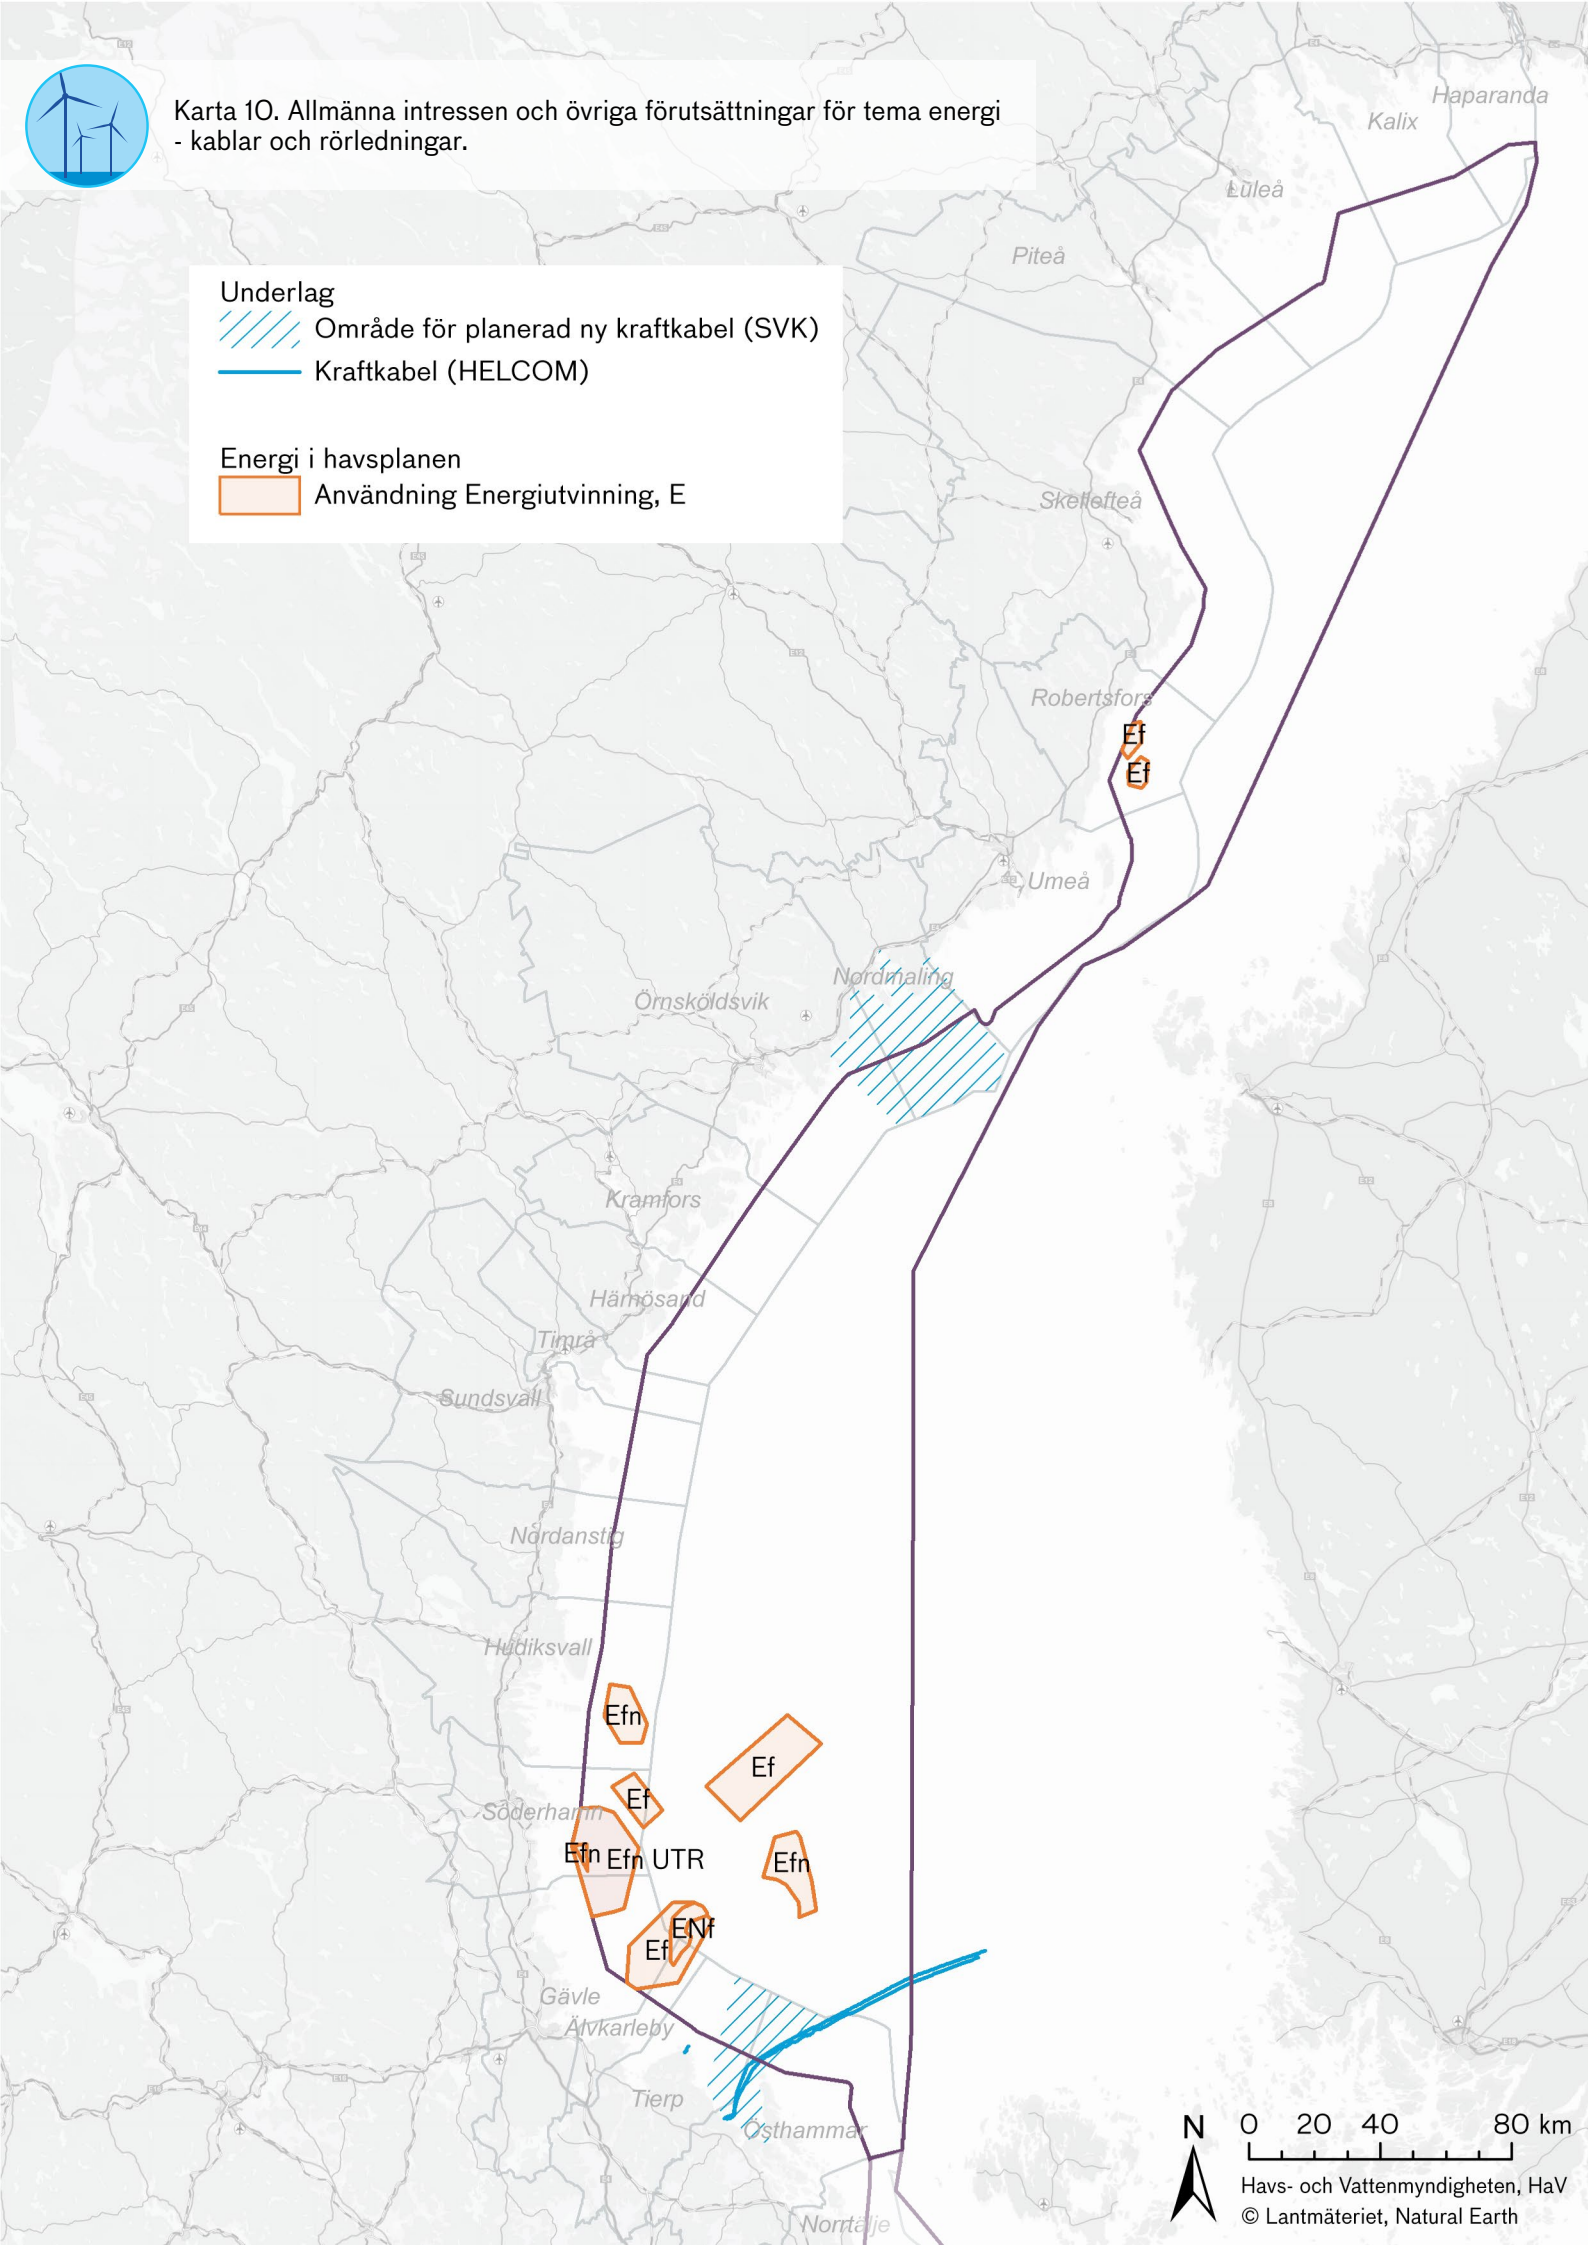 Karta 10. Allmänna intressen och övriga förutsättningar för tema energi
- kablar och rörledningar.
Underlag
Område för planerad ny kraftkabel (SVK)
Kraftkabel (HELCOM)
Energi i havsplanen
Användning Energiutvinning, E
Haparanda
Kalix
Luleå
Piteå
Skellefteå
Robertsfors
Ef
Ef
Umeå
Nordmaling
Örnsköldsvik
Kramfors
Härnösand
Timrå
Sundsvall
Nordanstig
Hudiksvall
Efn
Ef
Ef
Söderhamn
Efn
Efn UTR
Efn
ENf
Ef
Gävle
Älvkarleby
Tierp
Östhammar
Norrtälje
N
0 20 40 80 km
Havs- och Vattenmyndigheten, HaV
© Lantmäteriet, Natural Earth